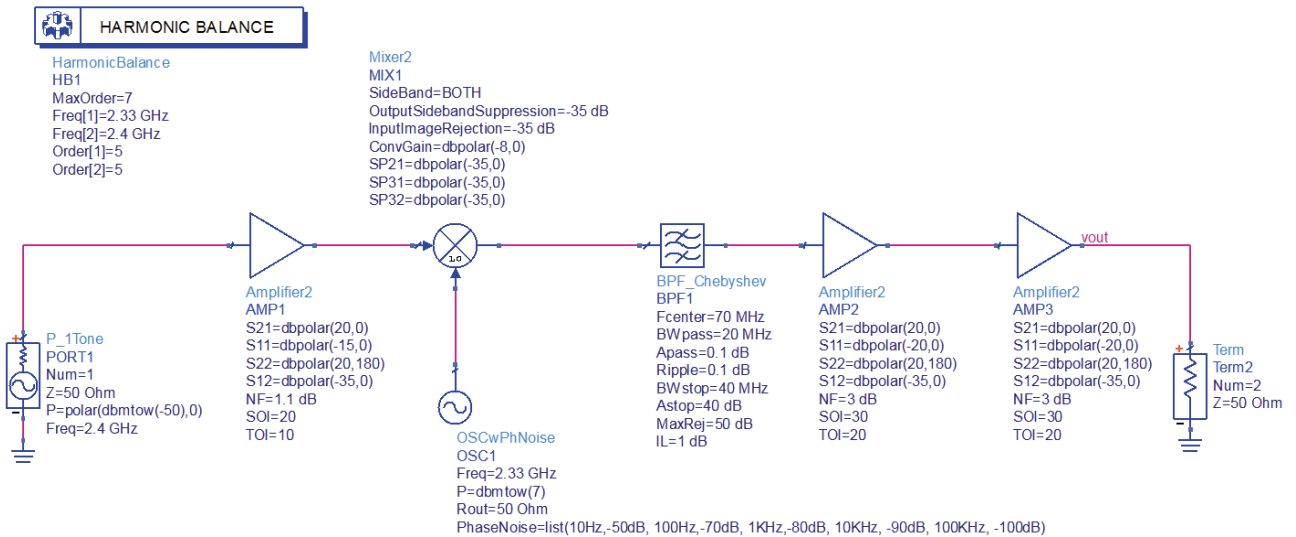 HARMONIC BALANCE
HarmonicBalance
HB1
MaxOrder=7
Freq[1]=2.33 GHz
Freq[2]=2.4 GHz
Order[1]=5
Order[2]=5
Mixer2
MIX1
SideBand=BOTH
OutputSidebandSuppression=-35 dB
InputImageRejection=-35 dB
ConvGain=dbpolar(-8,0)
SP21=dbpolar(-35,0)
SP31=dbpolar(-35,0)
SP32=dbpolar(-35,0)
P_1Tone
PORT1
Num=1
Z=50 Ohm
P=polar(dbmtow(-50),0)
Freq=2.4 GHz
Amplifier2
AMP1
S21=dbpolar(20,0)
S11=dbpolar(-15,0)
S22=dbpolar(20,180)
S12=dbpolar(-35,0)
NF=1.1 dB
SOI=20
TOI=10
OSCwPhNoise
OSC1
Freq=2.33 GHz
P=dbmtow(7)
Rout=50 Ohm
PhaseNoise=list(10Hz,-50dB, 100Hz,-70dB, 1KHz,-80dB, 10KHz, -90dB, 100KHz, -100dB)
BPF_Chebyshev
BPF1
Fcenter=70 MHz
BWpass=20 MHz
Apass=0.1 dB
Ripple=0.1 dB
BWstop=40 MHz
Astop=40 dB
MaxRej=50 dB
IL=1 dB
Amplifier2
AMP2
S21=dbpolar(20,0)
S11=dbpolar(-20,0)
S22=dbpolar(20,180)
S12=dbpolar(-35,0)
NF=3 dB
SOI=30
TOI=20
Amplifier2
AMP3
S21=dbpolar(20,0)
S11=dbpolar(-20,0)
S22=dbpolar(20,180)
S12=dbpolar(-35,0)
NF=3 dB
SOI=30
TOI=20
vout
Term
Term2
Num=2
Z=50 Ohm